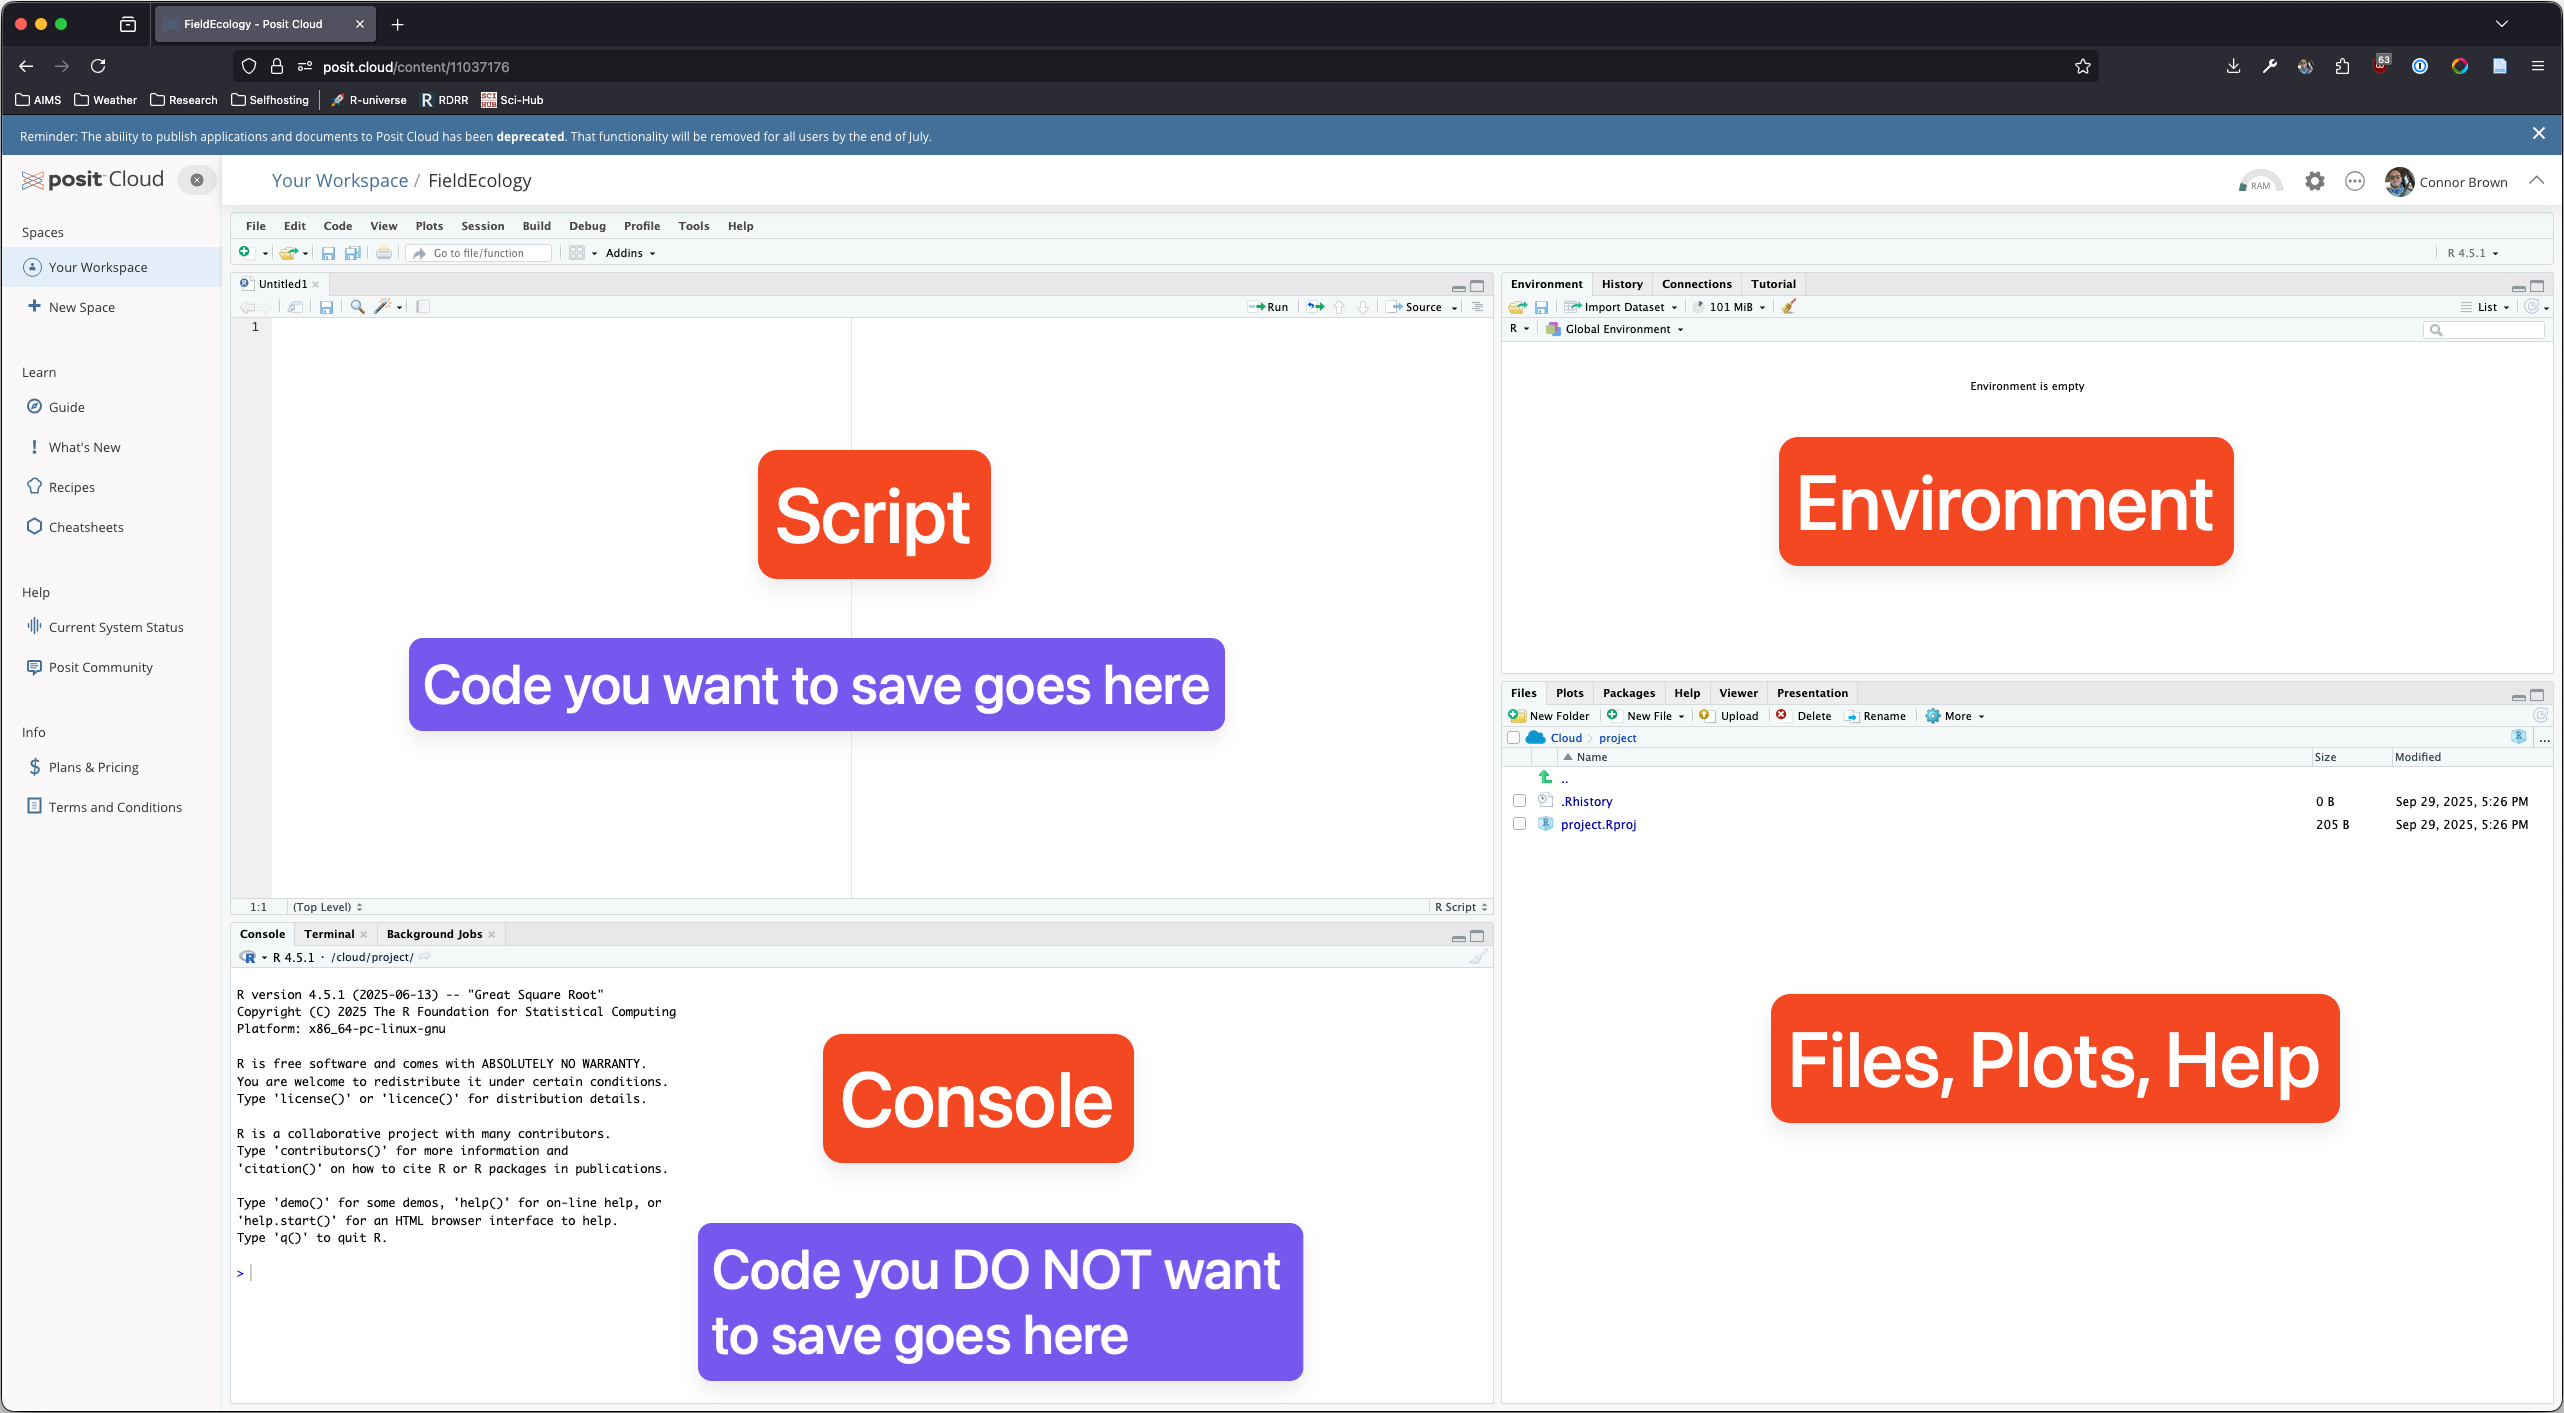 FieldEcology - Posit Cloud
posit.cloud/content/11037176
63
AIMS Weather Research Selfhosting R-universe RDRR SCI HUB Sci-Hub
Reminder: The ability to publish applications and documents to Posit Cloud has been deprecated. That functionality will be removed for all users by the end of July.
posit Cloud
Your Workspace / FieldEcology
RAM
Connor Brown
Spaces
Your Workspace
New Space
Learn
Guide
What's New
Recipes
Cheatsheets
Help
Current System Status
Posit Community
Info
Plans & Pricing
Terms and Conditions
File Edit Code View Plots Session Build Debug Profile Tools Help
Go to file/function Addins
R 4.5.1
Untitled1
Run Source
1
Script
Code you want to save goes here
1:1 (Top Level) R Script
Console Terminal Background Jobs
R 4.5.1 · /cloud/project/
R version 4.5.1 (2025-06-13) -- "Great Square Root"
Copyright (C) 2025 The R Foundation for Statistical Computing
Platform: x86_64-pc-linux-gnu
R is free software and comes with ABSOLUTELY NO WARRANTY.
You are welcome to redistribute it under certain conditions.
Type 'license()' or 'licence()' for distribution details.
R is a collaborative project with many contributors.
Type 'contributors()' for more information and
'citation()' on how to cite R or R packages in publications.
Type 'demo()' for some demos, 'help()' for on-line help, or
'help.start()' for an HTML browser interface to help.
Type 'q()' to quit R.
>
Console
Code you DO NOT want
to save goes here
Environment History Connections Tutorial
Import Dataset 101 MiB List
R Global Environment
Environment is empty
Environment
Files Plots Packages Help Viewer Presentation
New Folder New File Upload Delete Rename More
Cloud project ...
Name Size Modified
..
.Rhistory 0 B Sep 29, 2025, 5:26 PM
project.Rproj 205 B Sep 29, 2025, 5:26 PM
Files, Plots, Help